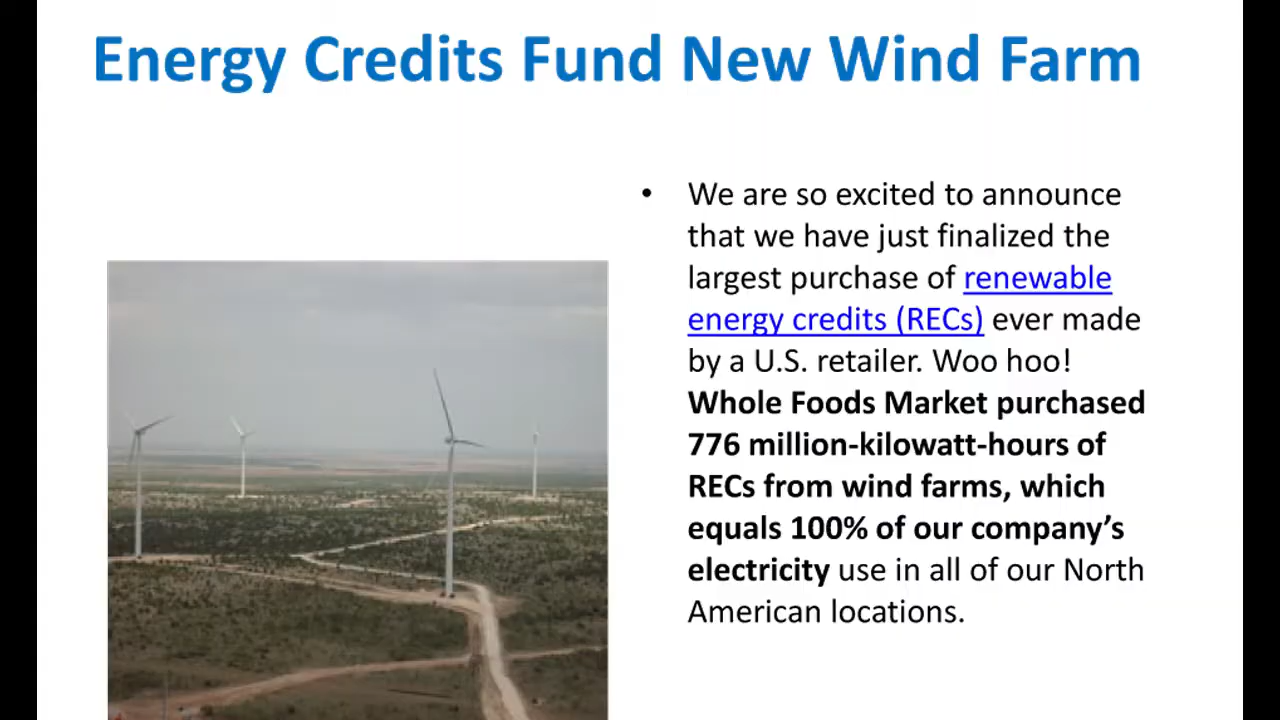 Energy Credits Fund New Wind Farm
• We are so excited to announce
that we have just finalized the
largest purchase of renewable
energy credits (RECs) ever made
by a U.S. retailer. Woo hoo!
Whole Foods Market purchased
776 million-kilowatt-hours of
RECs from wind farms, which
equals 100% of our company’s
electricity use in all of our North
American locations.